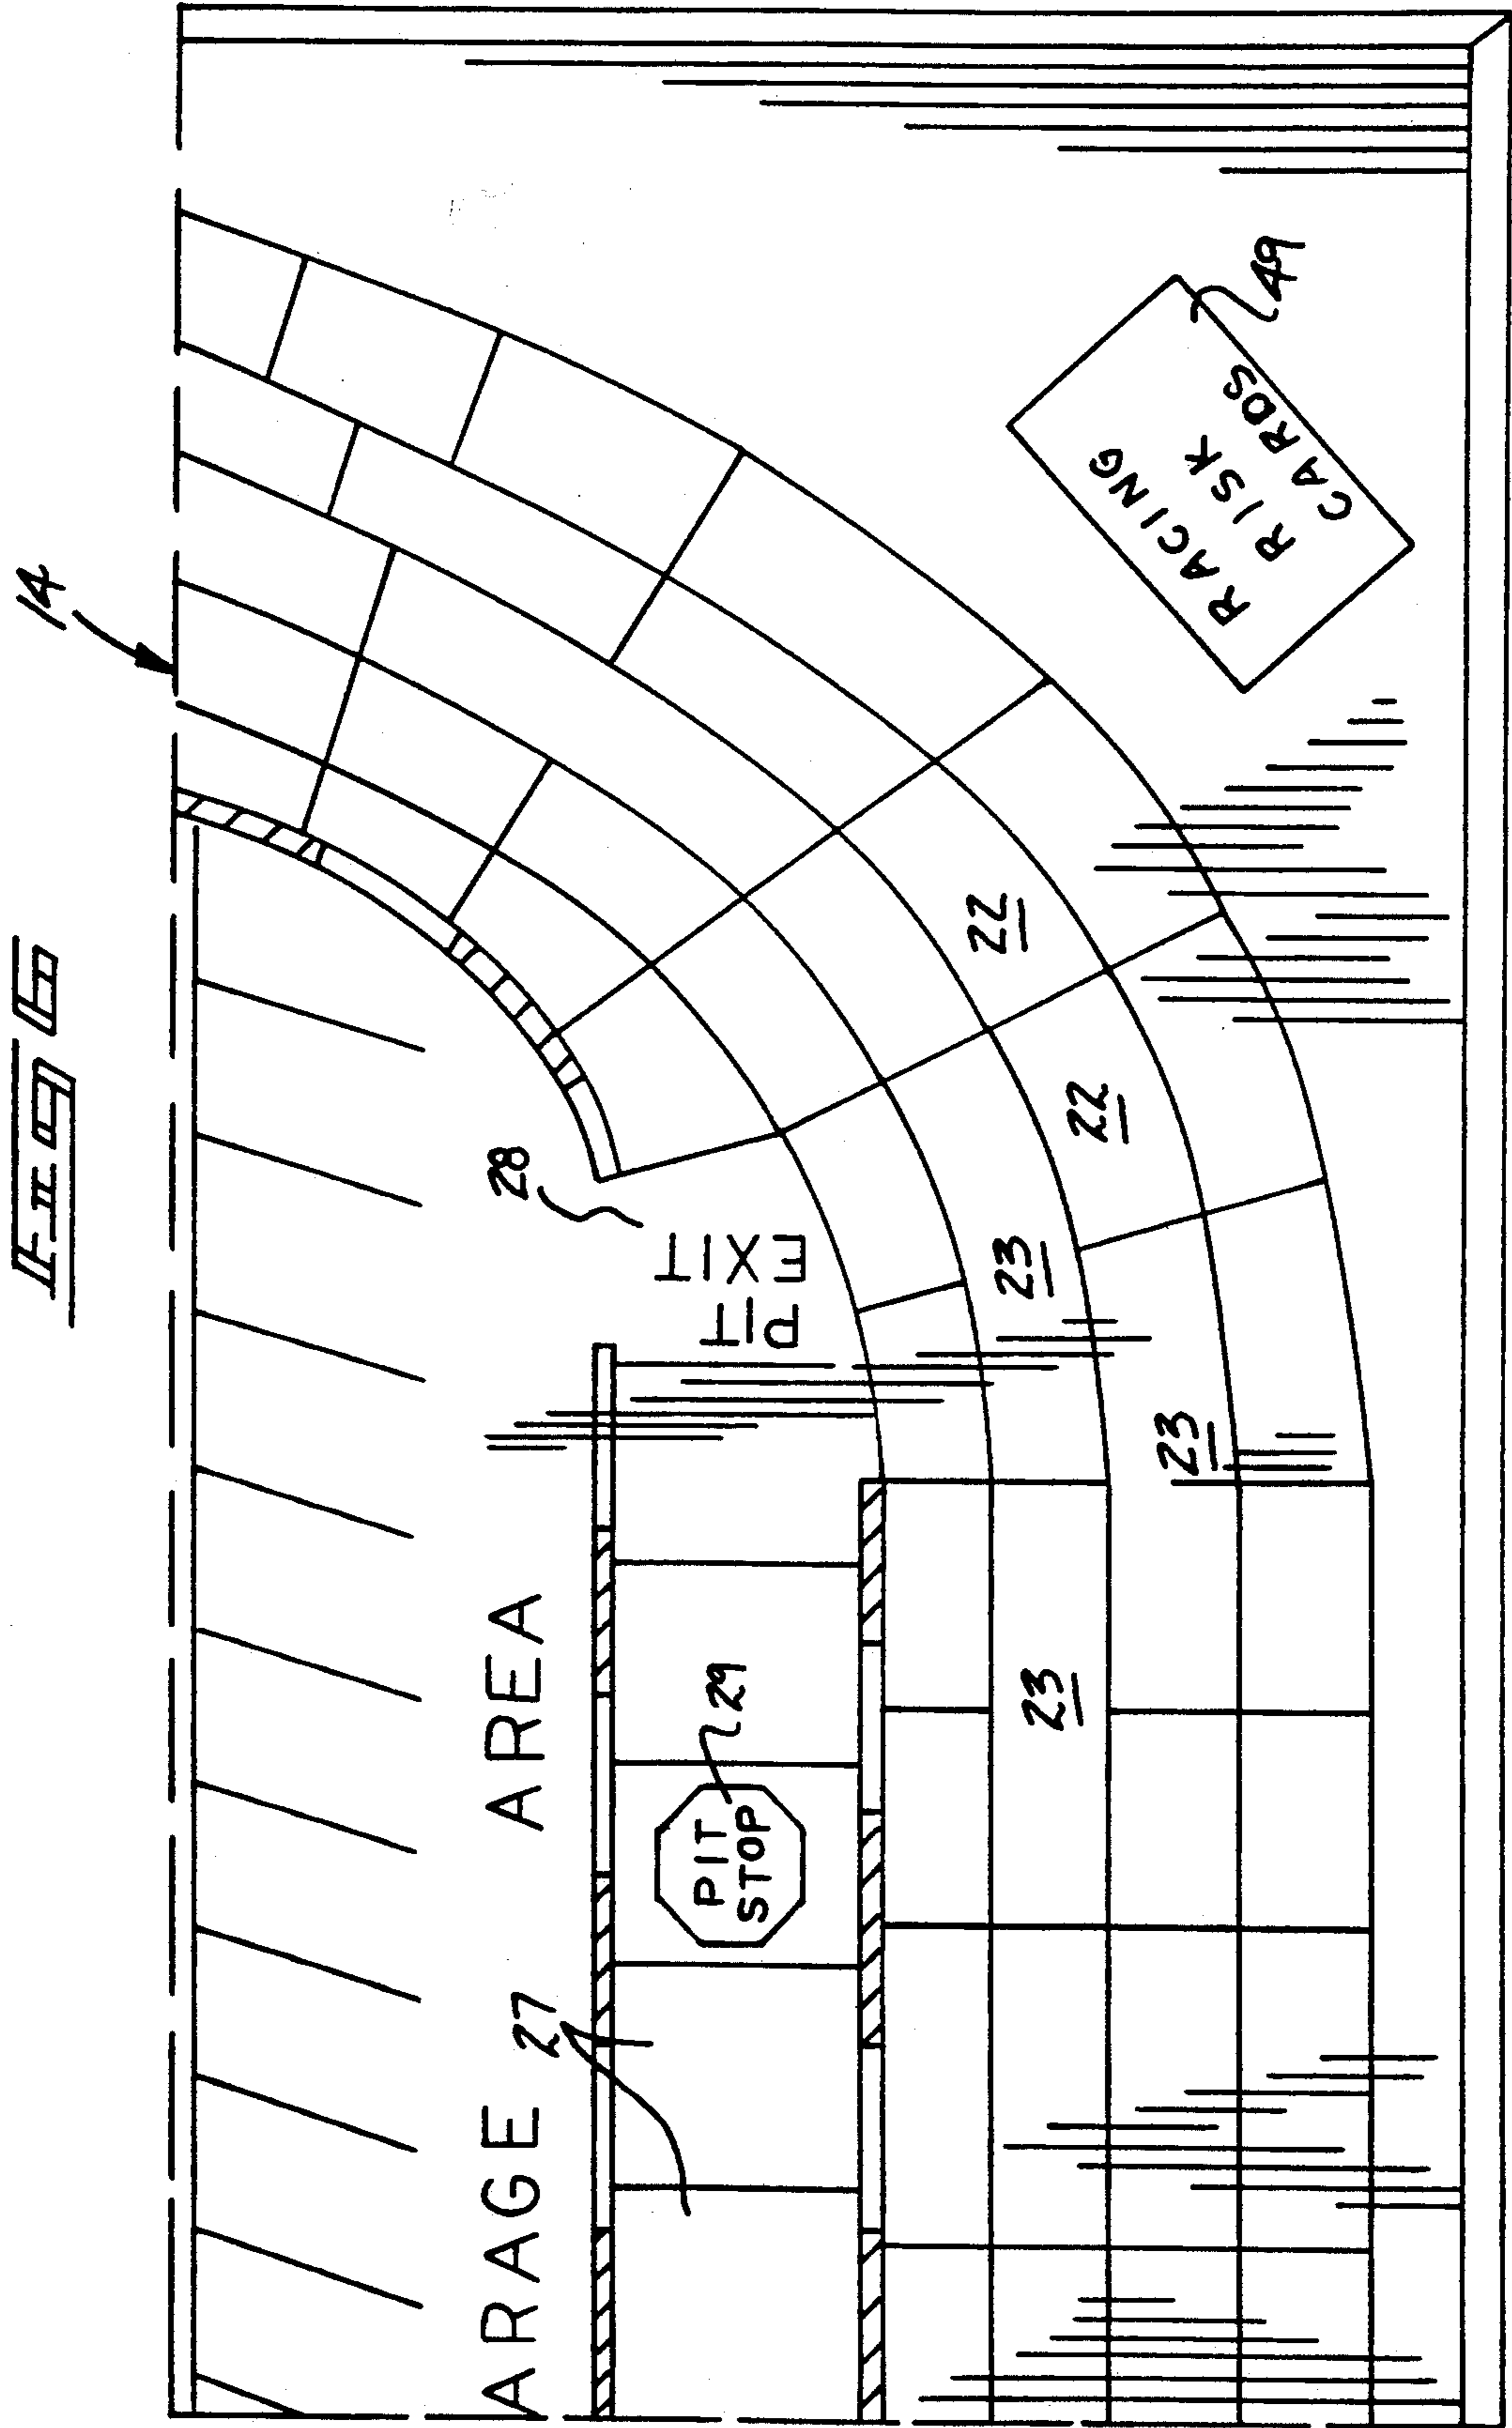 Fig 6
14
ARAGE AREA
27
28
PIT
EXIT
PIT
STOP
29
22
22
23
23
23
RACING
RISK
CARDS
49